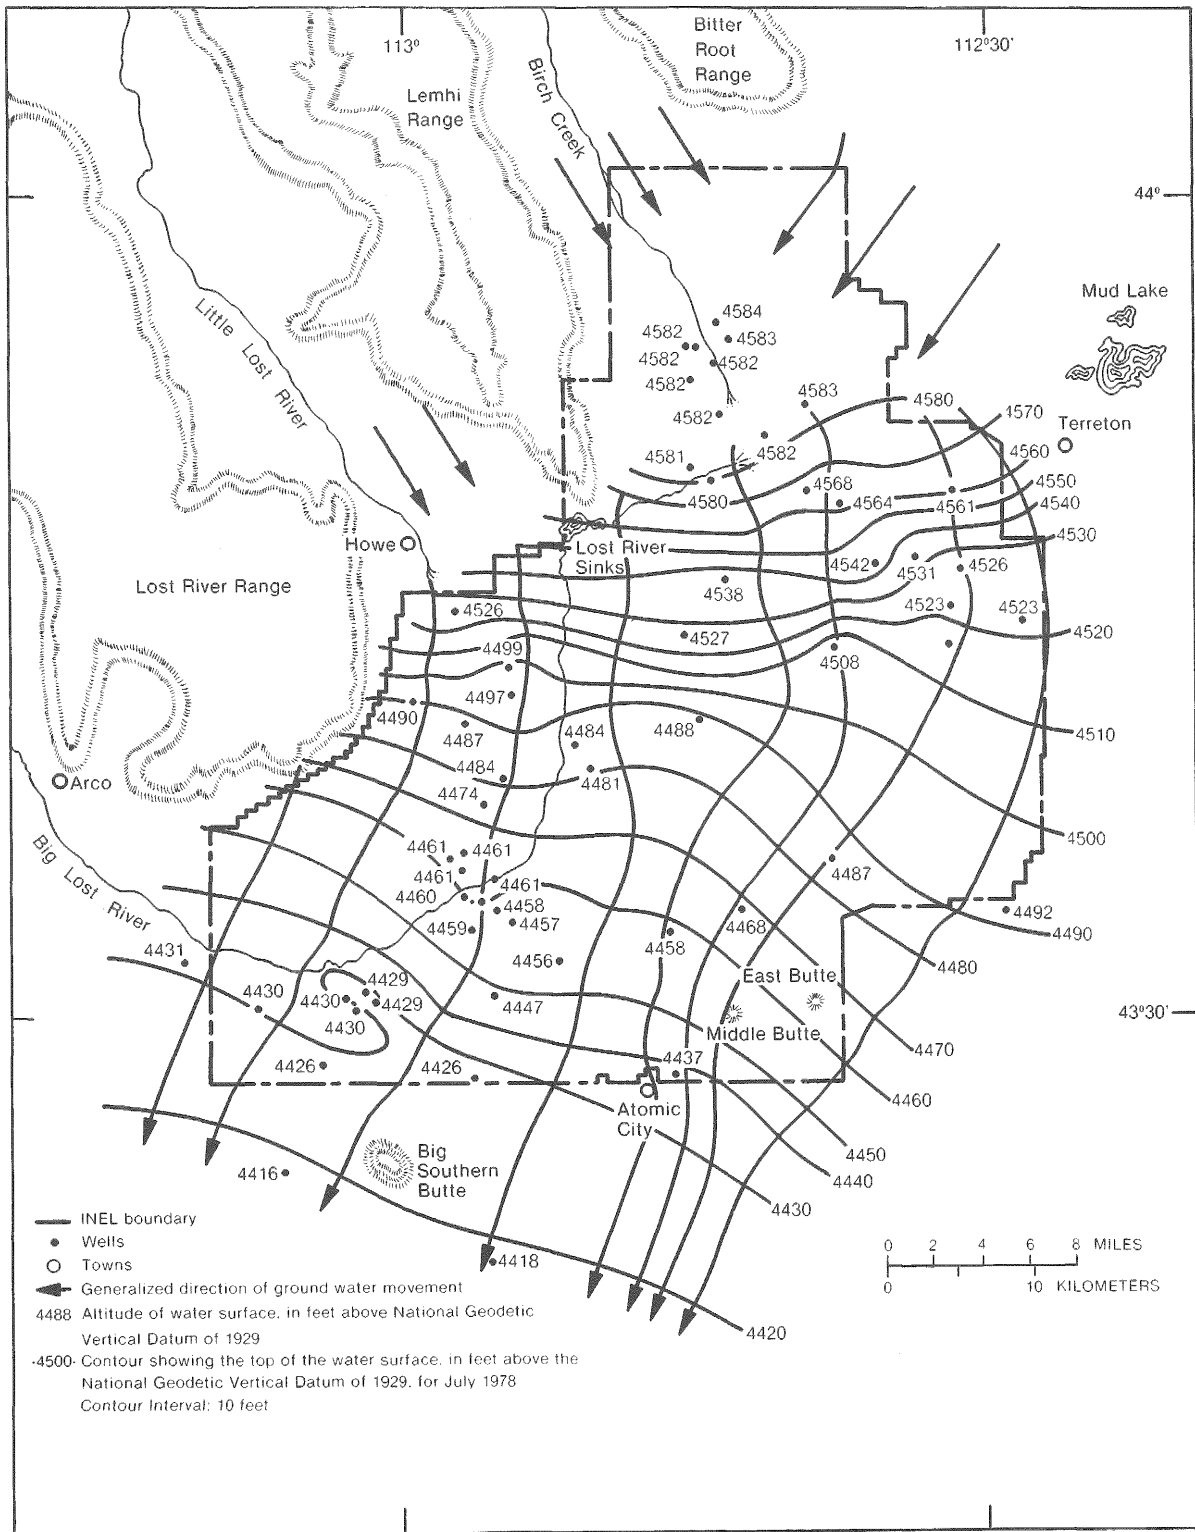 Bitter
Root
Range
113°
112°30'
Birch Creek
Lemhi
Range
44°
Mud Lake
Little Lost River
4584
4582
4583
4582
4582
4582
4583
4580
4582
4570
Terreton
4582
4560
4581
4568
4550
4580
4564
4561
4540
4530
Howe
Lost River
Sinks
4542
4531
4526
Lost River Range
4538
4526
4523
4523
4527
4520
4499
4508
4497
4490
4487
4484
4488
4510
4484
4481
Arco
4474
4500
Big Lost River
4461
4461
4487
4461
4461
4460
4458
4492
4459
4457
4468
4490
4431
4458
4456
4480
East Butte
4429
4430
4430
4429
4447
43°30'
4430
Middle Butte
4470
4437
4426
4426
4460
Atomic
City
4450
Big
Southern
Butte
4416
4440
4430
INEL boundary
Wells
0 2 4 6 8 MILES
4418
Towns
0 10 KILOMETERS
Generalized direction of ground water movement
4488 Altitude of water surface, in feet above National Geodetic
Vertical Datum of 1929
4420
-4500- Contour showing the top of the water surface, in feet above the
National Geodetic Vertical Datum of 1929, for July 1978
Contour Interval: 10 feet